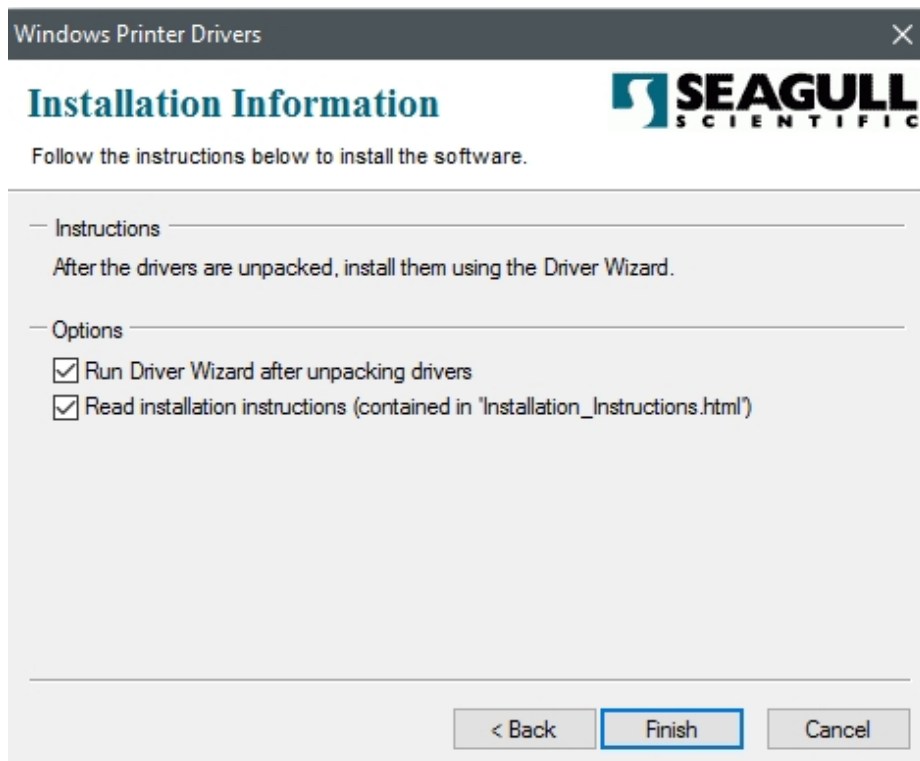 Windows Printer Drivers
Installation Information
SEAGULL
SCIENTIFIC
Follow the instructions below to install the software.
Instructions
After the drivers are unpacked, install them using the Driver Wizard.
Options
Run Driver Wizard after unpacking drivers
Read installation instructions (contained in 'Installation_Instructions.html')
< Back
Finish
Cancel